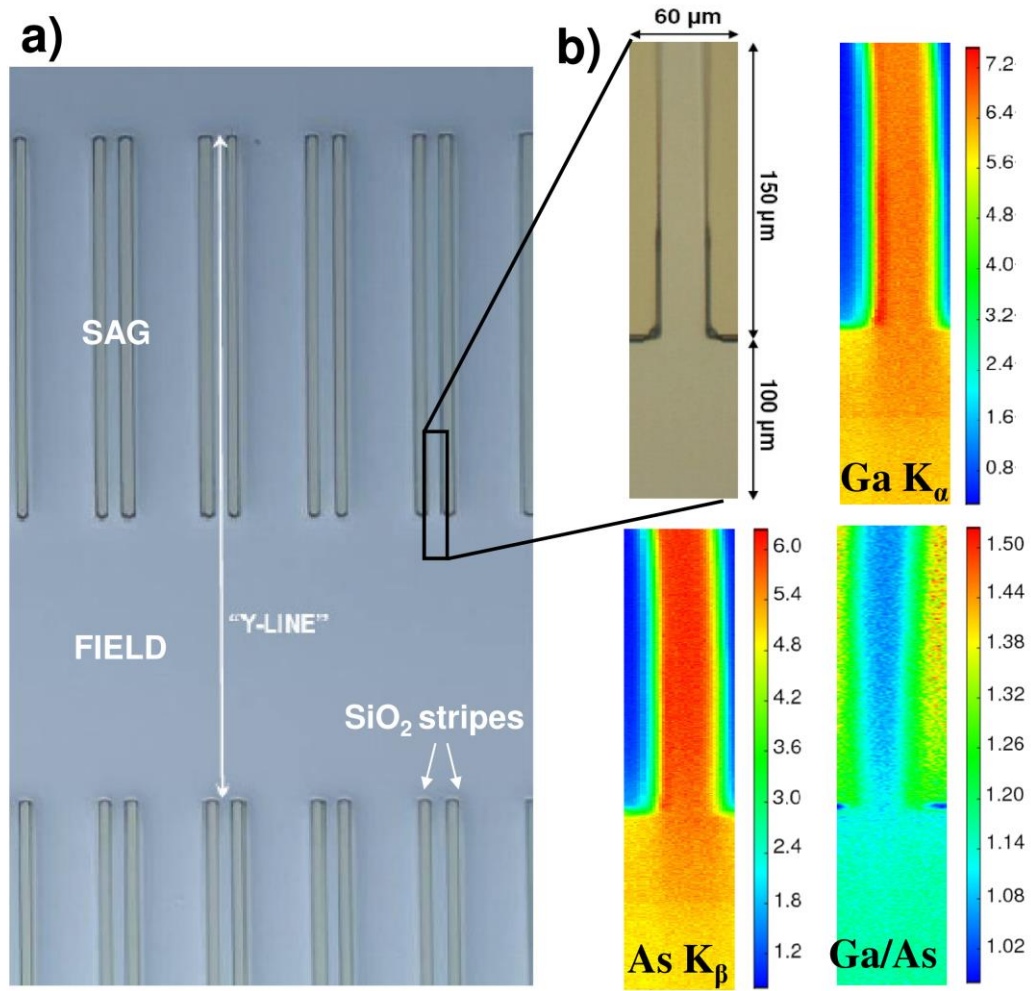 a)
b)
60 μm
150 μm
100 μm
SAG
FIELD
"Y-LINE"
SiO₂ stripes
7.2
6.4
5.6
4.8
4.0
3.2
2.4
1.6
0.8
Ga Kα
6.0
5.4
4.8
4.2
3.6
3.0
2.4
1.8
1.2
As Kβ
1.50
1.44
1.38
1.32
1.26
1.20
1.14
1.08
1.02
Ga/As